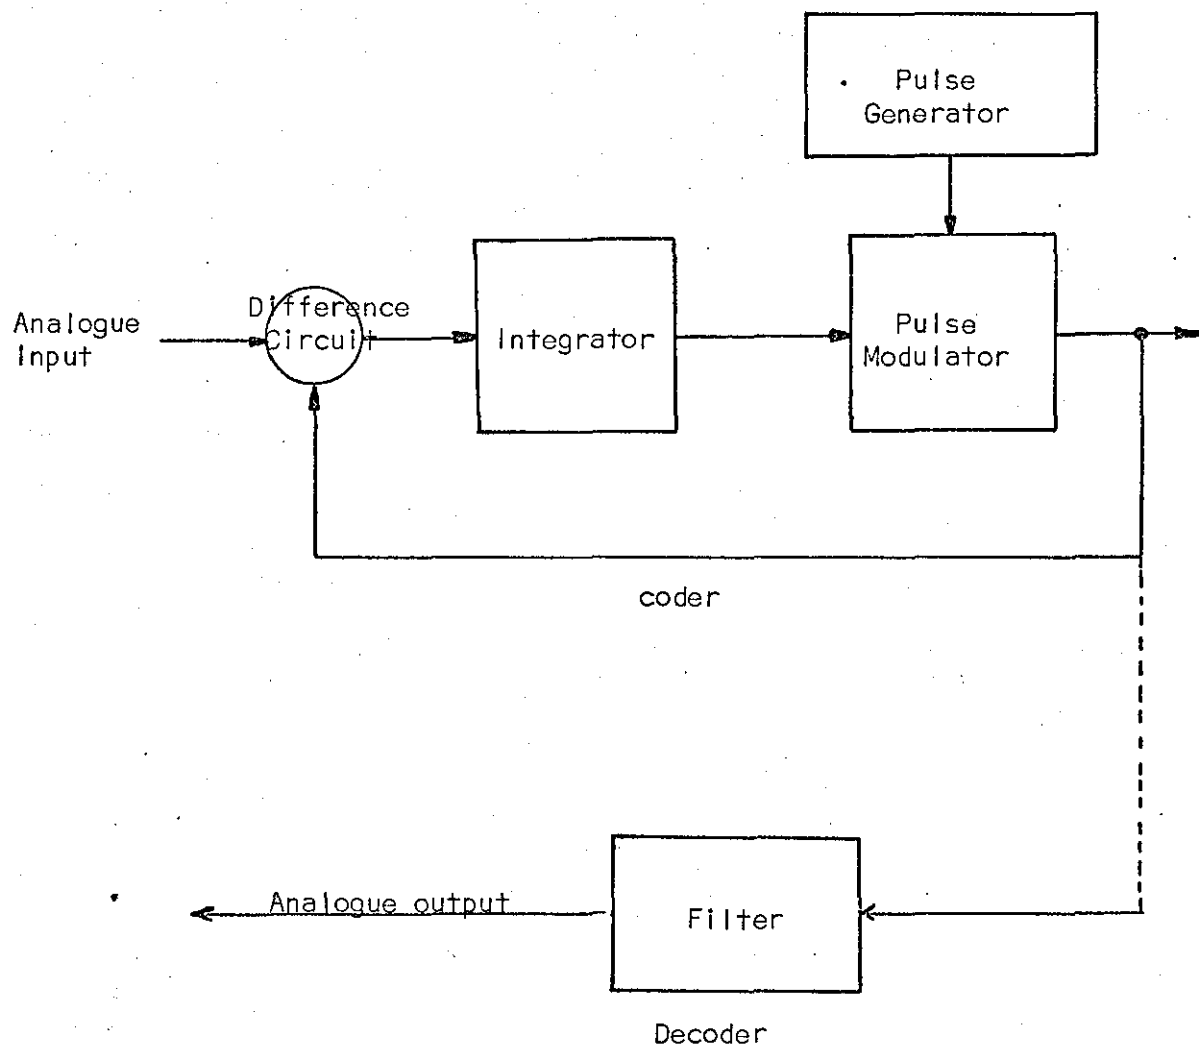 Pulse
Generator
Difference
Circuit
Analogue
Input
Integrator
Pulse
Modulator
coder
Analogue output
Filter
Decoder